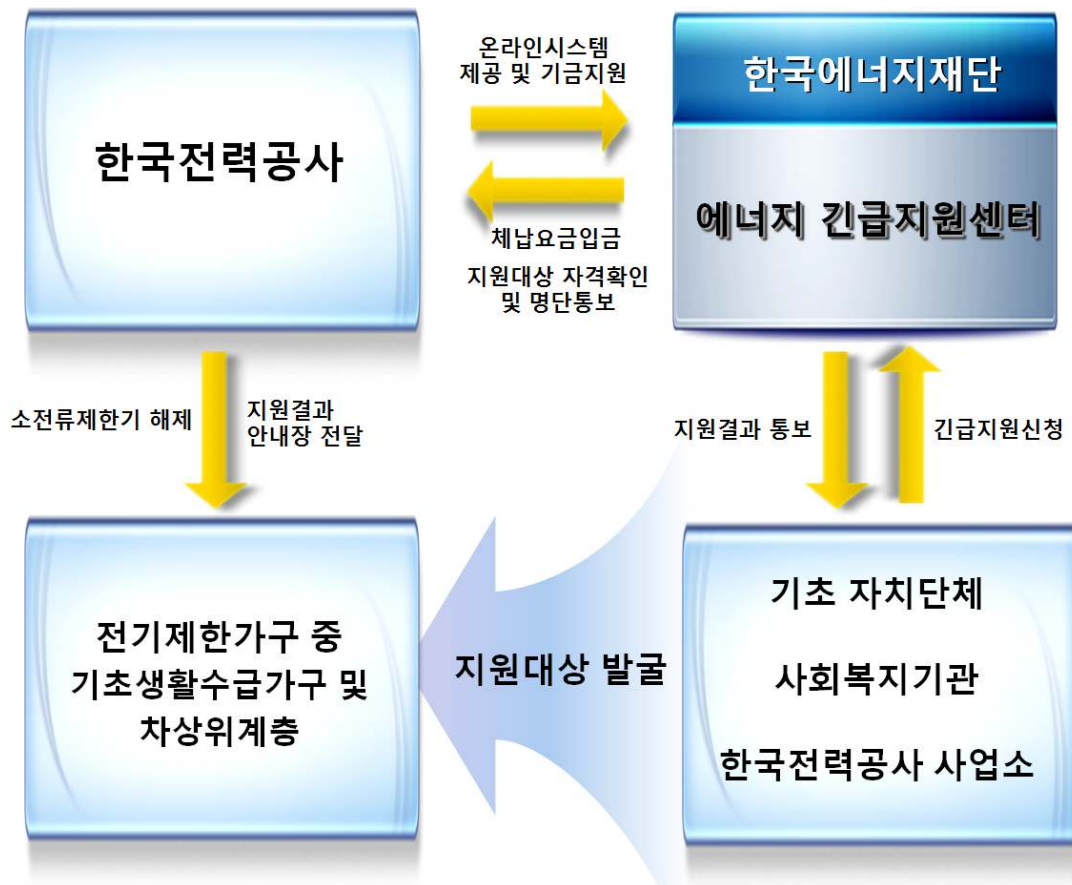 한국전력공사
온라인시스템
제공 및 기금지원
체납요금입금
지원대상 자격확인
및 명단통보
한국에너지재단
에너지 긴급지원센터
소전류제한기 해제
지원결과
안내장 전달
지원결과 통보
긴급지원신청
전기제한가구 중
기초생활수급가구 및
차상위계층
지원대상 발굴
기초 자치단체
사회복지기관
한국전력공사 사업소